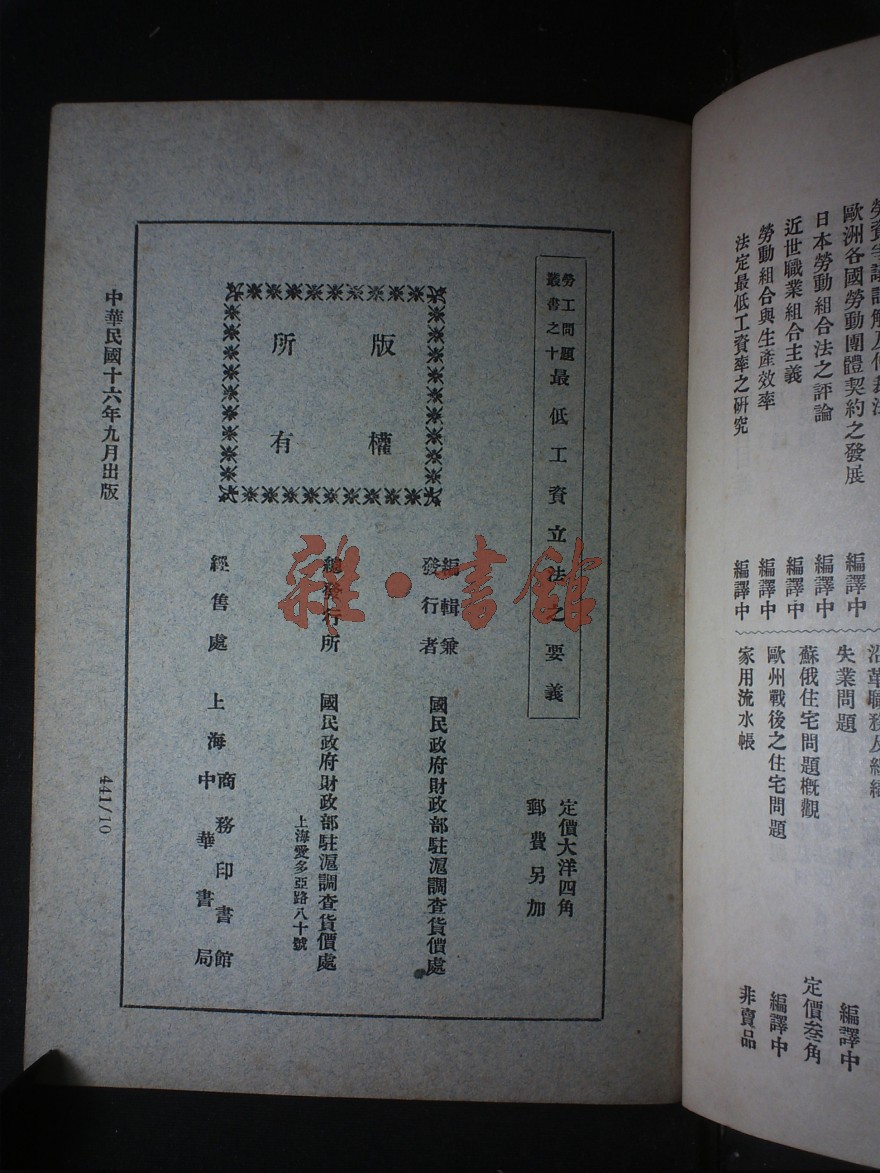 歐洲各國勞動團體契約之發展 編譯中
日本勞動組合法之評論 編譯中
近世職業組合主義 編譯中
勞動組合與生產效率 編譯中
法定最低工資率之研究 編譯中
失業問題 編譯中
蘇俄住宅問題概觀 定價叁角
歐州戰後之住宅問題 編譯中
家用流水帳 非賣品
勞工問題
叢書之十
最低工資立法之要義
定價大洋四角
郵費另加
版權
所有
編輯兼
發行者
國民政府財政部駐滬調查貨價處
總發行所
國民政府財政部駐滬調查貨價處
上海愛多亞路八十號
經售處
上海
商務印書館
中華書局
中華民國十六年九月出版
441/10
雜·書館